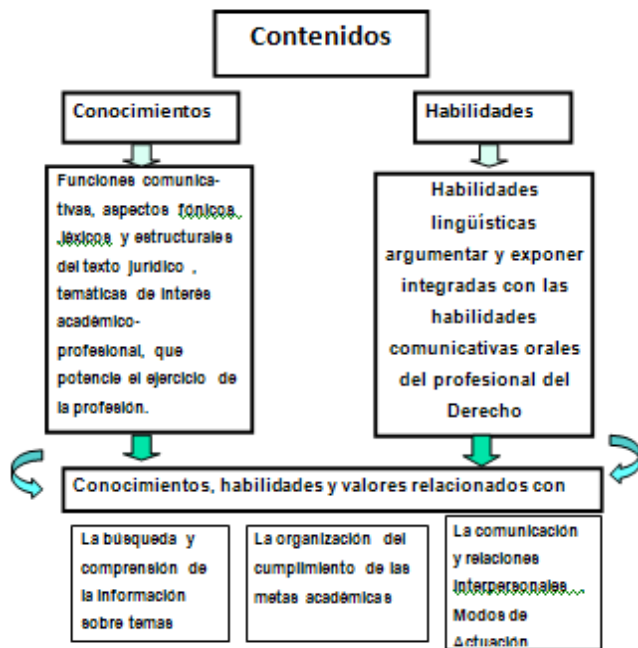 Contenidos
Conocimientos
Habilidades
Funciones comunica-
tivas, aspectos fónicos,
,léxicos y estructurales
del texto jurídico ,
temáticas de interés
académico-
profesional, que
potencie el ejercicio de
la profesión.
Habilidades
lingüísticas
argumentar y exponer
integradas con las
habilidades
comunicativas orales
del profesional del
Derecho
Conocimientos, habilidades y valores relacionados con
La búsqueda y
comprensión de
la información
sobre temas
La organización del
cumplimiento de las
metas académicas
La comunicación
y relaciones
interpersonales.
Modos de
Actuación